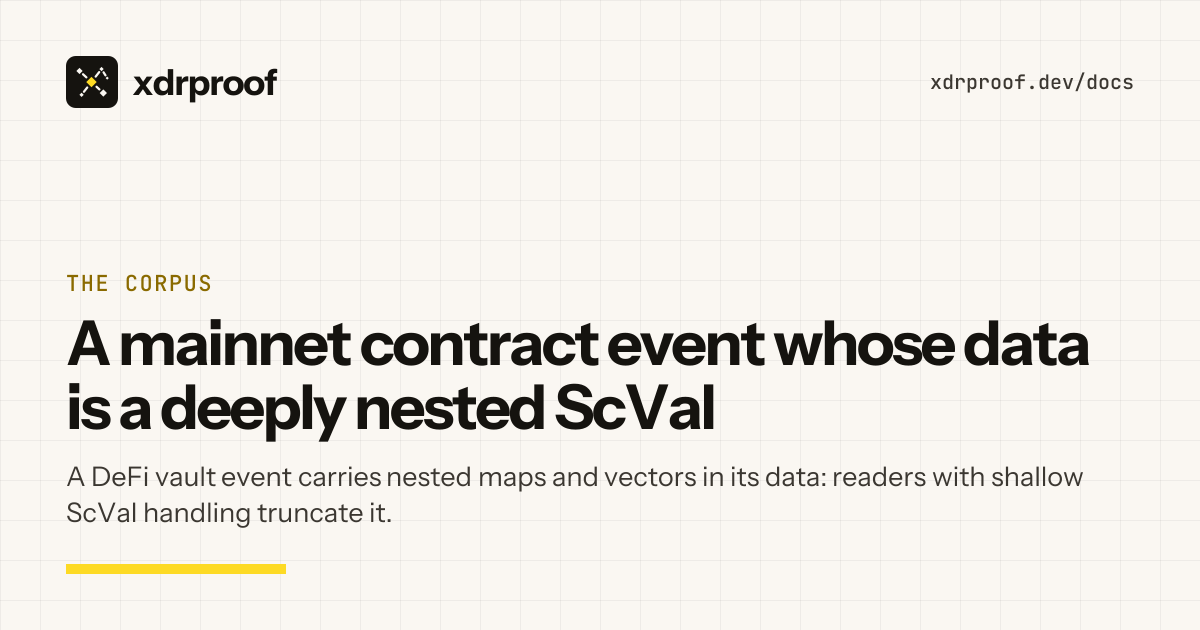 xdrproof
xdrproof.dev/docs
THE CORPUS
A mainnet contract event whose data
is a deeply nested ScVal
A DeFi vault event carries nested maps and vectors in its data: readers with shallow
ScVal handling truncate it.